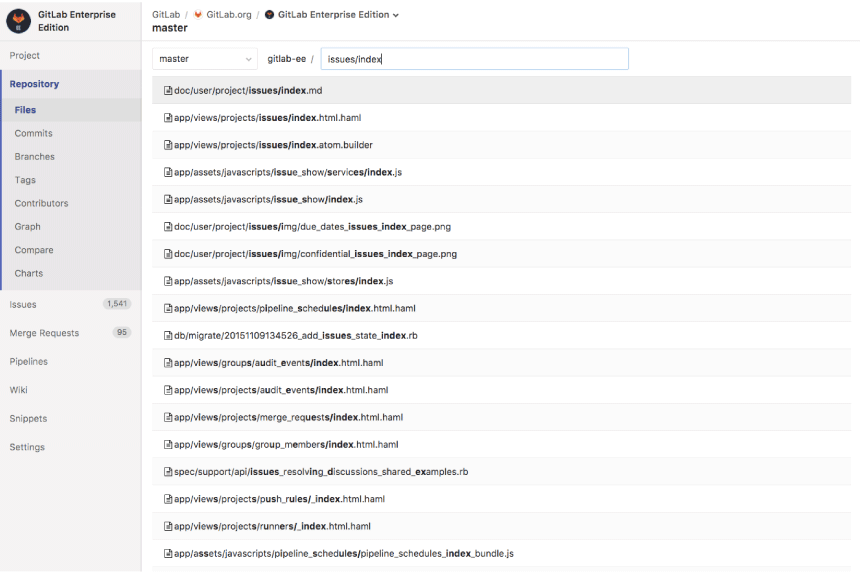 GitLab Enterprise
Edition
Project
Repository
Files
Commits
Branches
Tags
Contributors
Graph
Compare
Charts
Issues 1,541
Merge Requests 95
Pipelines
Wiki
Snippets
Settings
GitLab / GitLab.org / GitLab Enterprise Edition
master
master gitlab-ee / issues/index
doc/user/project/issues/index.md
app/views/projects/issues/index.html.haml
app/views/projects/issues/index.atom.builder
app/assets/javascripts/issue_show/services/index.js
app/assets/javascripts/issue_show/index.js
doc/user/project/issues/img/due_dates_issues_index_page.png
doc/user/project/issues/img/confidential_issues_index_page.png
app/assets/javascripts/issue_show/stores/index.js
app/views/projects/pipeline_schedules/index.html.haml
db/migrate/20151109134526_add_issues_state_index.rb
app/views/groups/audit_events/index.html.haml
app/views/projects/audit_events/index.html.haml
app/views/projects/merge_requests/index.html.haml
app/views/groups/group_members/index.html.haml
spec/support/api/issues_resolving_discussions_shared_examples.rb
app/views/projects/push_rules/_index.html.haml
app/views/projects/runners/_index.html.haml
app/assets/javascripts/pipeline_schedules/pipeline_schedules_index_bundle.js